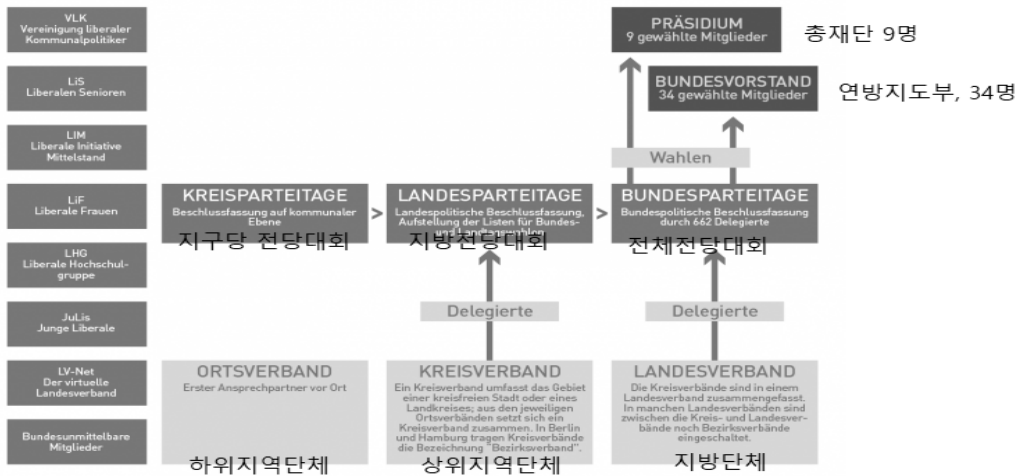 VLK
Vereinigung liberaler
Kommunalpolitiker
LiS
Liberalen Senioren
LIM
Liberale Initiative
Mittelstand
LiF
Liberale Frauen
LHG
Liberale Hochschul-
gruppe
JuLis
Junge Liberale
LV-Net
Der virtuelle
Landesverband
Bundesunmittelbare
Mitglieder
PRÄSIDIUM
9 gewählte Mitglieder
총재단 9명
BUNDESVORSTAND
34 gewählte Mitglieder
연방지도부, 34명
Wahlen
KREISPARTEITAGE
Beschlussfassung auf kommunaler
Ebene
지구당 전당대회
>
LANDESPARTEITAGE
Landespolitische Beschlussfassung,
Aufstellung der Listen für Bundes-
und Landtagswahlen
지방전당대회
>
BUNDESPARTEITAGE
Bundespolitische Beschlussfassung
durch 662 Delegierte
전체전당대회
Delegierte
Delegierte
ORTSVERBAND
Erster Ansprechpartner vor Ort
하위지역단체
KREISVERBAND
Ein Kreisverband umfasst das Gebiet
einer kreisfreien Stadt oder eines
Landkreises; aus den jeweiligen
Ortsverbänden setzt sich ein
Kreisverband zusammen. In Berlin
und Hamburg tragen Kreisverbände
die Bezeichnung "Bezirksverband".
상위지역단체
LANDESVERBAND
Die Kreisverbände sind in einem
Landesverband zusammengefasst.
In manchen Landesverbänden sind
zwischen die Kreis- und Landesver-
bände noch Bezirksverbände
eingeschaltet.
지방단체